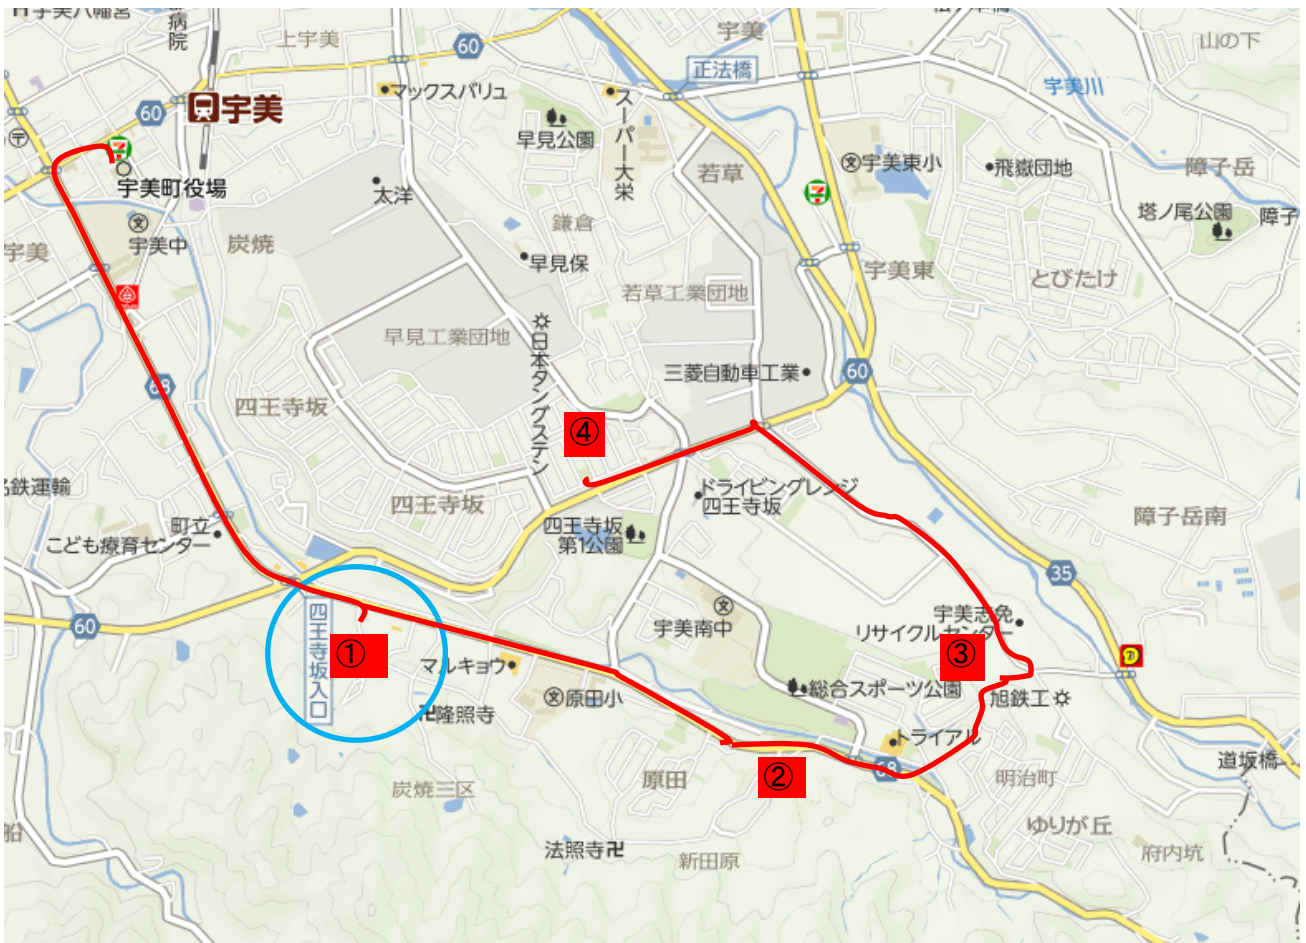 宇美八幡宮
病院
上宇美
60
宇美
正法橋
山の下
宇美川
マックスバリュ
スーパー大栄
宇美
60
早見公園
若草
宇美東小
飛嶽団地
障子岳
宇美町役場
太洋
塔ノ尾公園
障子
宇美中
炭焼
鎌倉
宇美
早見保
宇美東
とびたけ
若草工業団地
早見工業団地
日本タングステン
三菱自動車工業
60
68
四王寺坂
④
名鉄運輸
四王寺坂
ドライビングレンジ
四王寺坂
町立
こども療育センター
四王寺坂
第1公園
障子岳南
35
60
四王寺坂入口
①
宇美南中
宇美志免
リサイクルセンター
③
マルキョウ
原田小
総合スポーツ公園
旭鉄工
隆照寺
トライアル
道坂橋
68
②
原田
明治町
炭焼三区
ゆりが丘
船
法照寺
新田原
府内坑